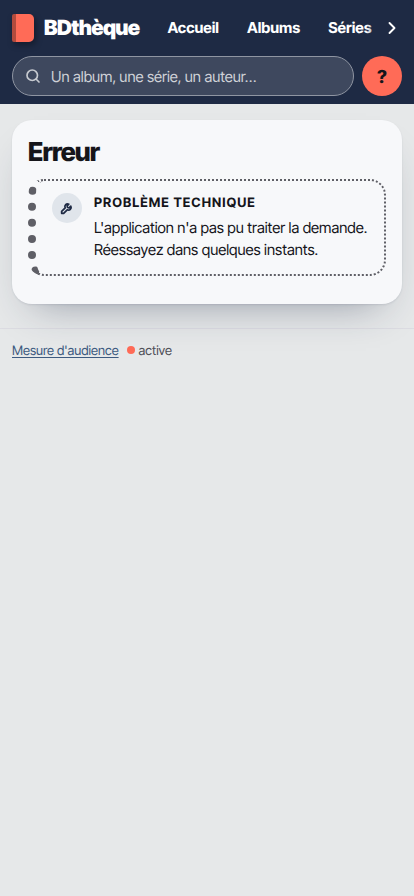 BDthèque Accueil Albums Séries
Un album, une série, un auteur...
?
Erreur
PROBLÈME TECHNIQUE
L'application n'a pas pu traiter la demande.
Réessayez dans quelques instants.
Mesure d'audience active